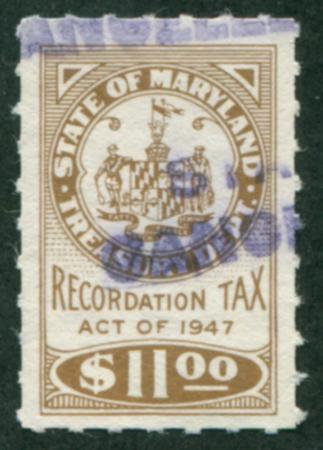 STATE OF MARYLAND
TREASURY DEPT.
RECORDATION TAX
ACT OF 1947
$11.00